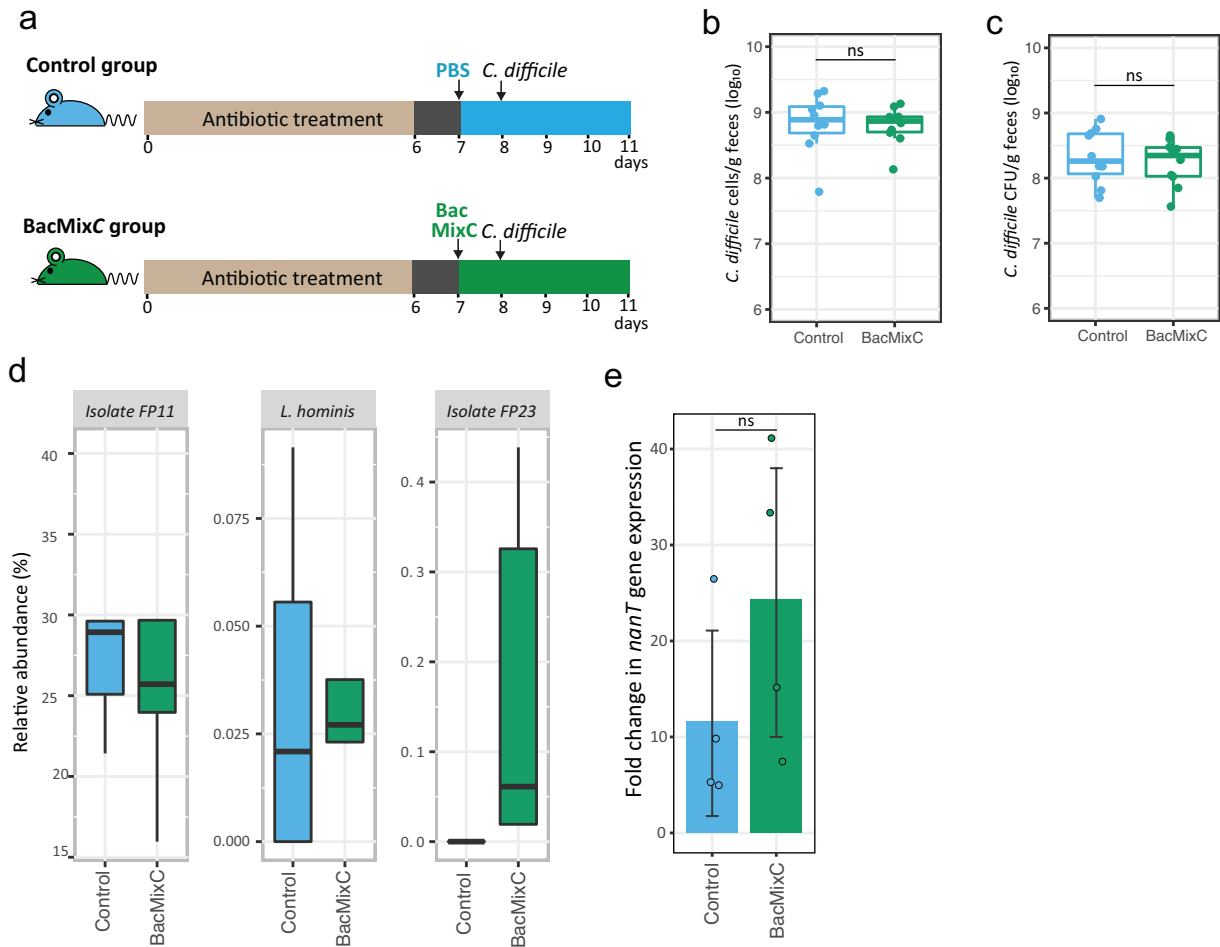 a
Control group
PBS
C. difficile
Antibiotic treatment
0 6 7 8 9 10 11
days
BacMixC group
Bac
MixC
C. difficile
Antibiotic treatment
0 6 7 8 9 10 11
days
b
C. difficile cells/g feces (log10)
10
9
8
7
6
ns
Control BacMixC
c
C. difficile CFU/g feces (log10)
10
9
8
7
6
ns
Control BacMixC
d
Relative abundance (%)
Isolate FP11
40
35
30
25
20
15
Control BacMixC
L. hominis
0.075
0.050
0.025
0.000
Control BacMixC
Isolate FP23
0. 4
0. 3
0. 2
0. 1
0. 0
Control BacMixC
e
Fold change in nanT gene expression
40
30
20
10
0
ns
Control BacMixC